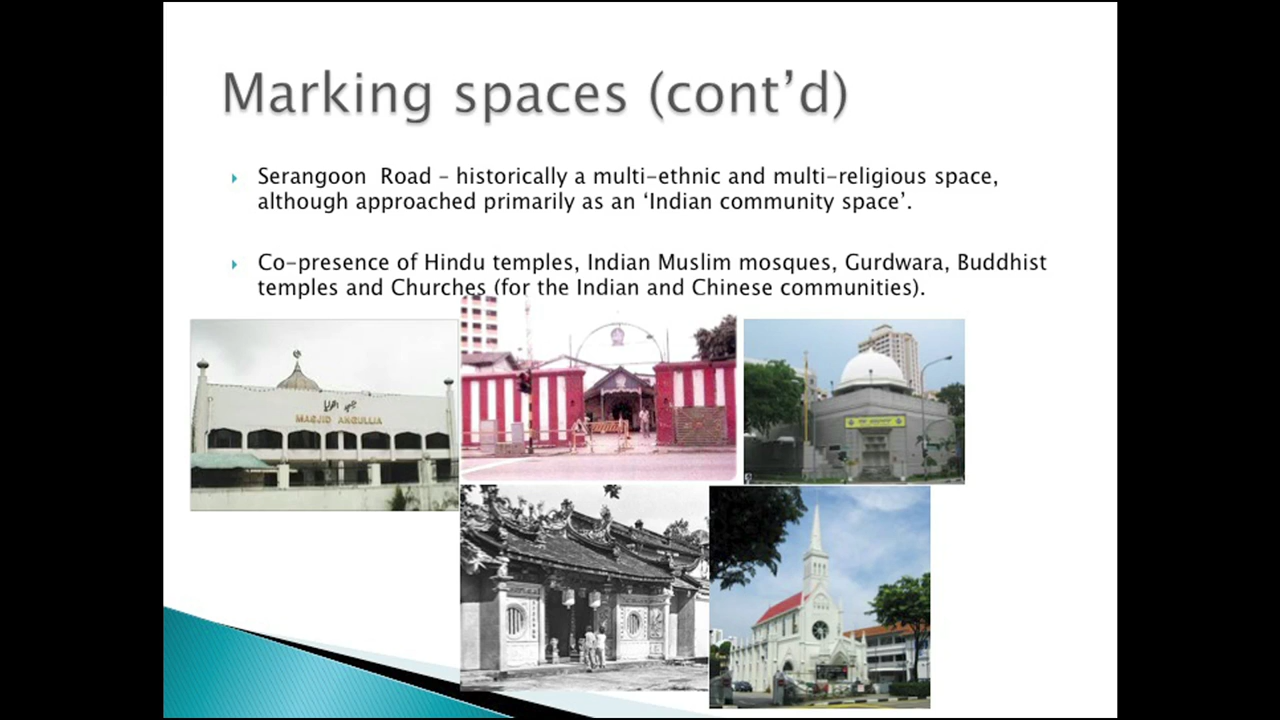 Marking spaces (cont’d)
Serangoon Road – historically a multi-ethnic and multi-religious space,
although approached primarily as an ‘Indian community space’.
Co-presence of Hindu temples, Indian Muslim mosques, Gurdwara, Buddhist
temples and Churches (for the Indian and Chinese communities).
MASJID ANGULLIA